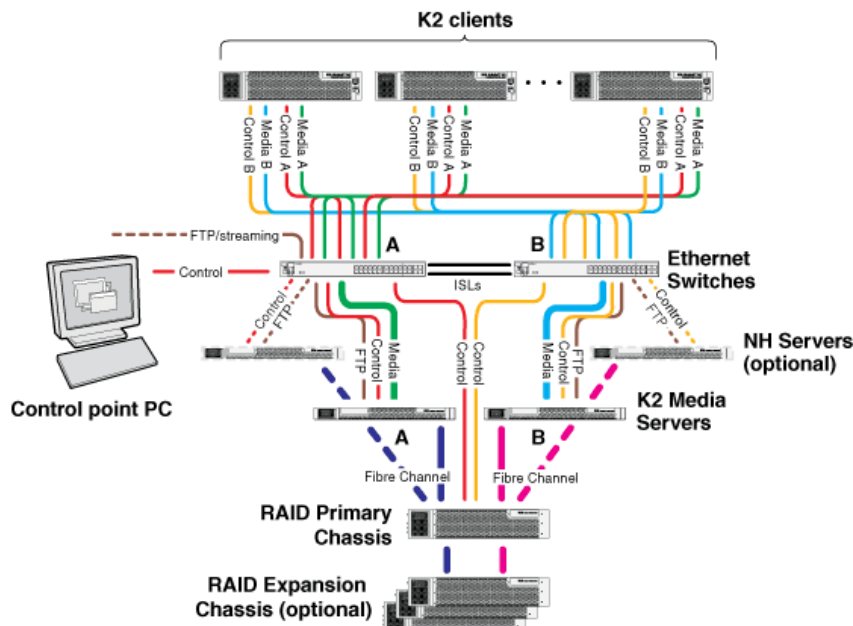 K2 clients
Control B
Media B
Control A
Media A
Control B
Media B
Control A
Media A
Control B
Media B
Control A
Media A
FTP/streaming
A
B
Ethernet
Switches
Control
ISLs
Control
FTP
FTP
Control
Media
Control
Control
Media
Control
FTP
FTP
Control
NH Servers
(optional)
Control point PC
K2 Media
Servers
A
B
Fibre Channel
Fibre Channel
RAID Primary
Chassis
RAID Expansion
Chassis (optional)